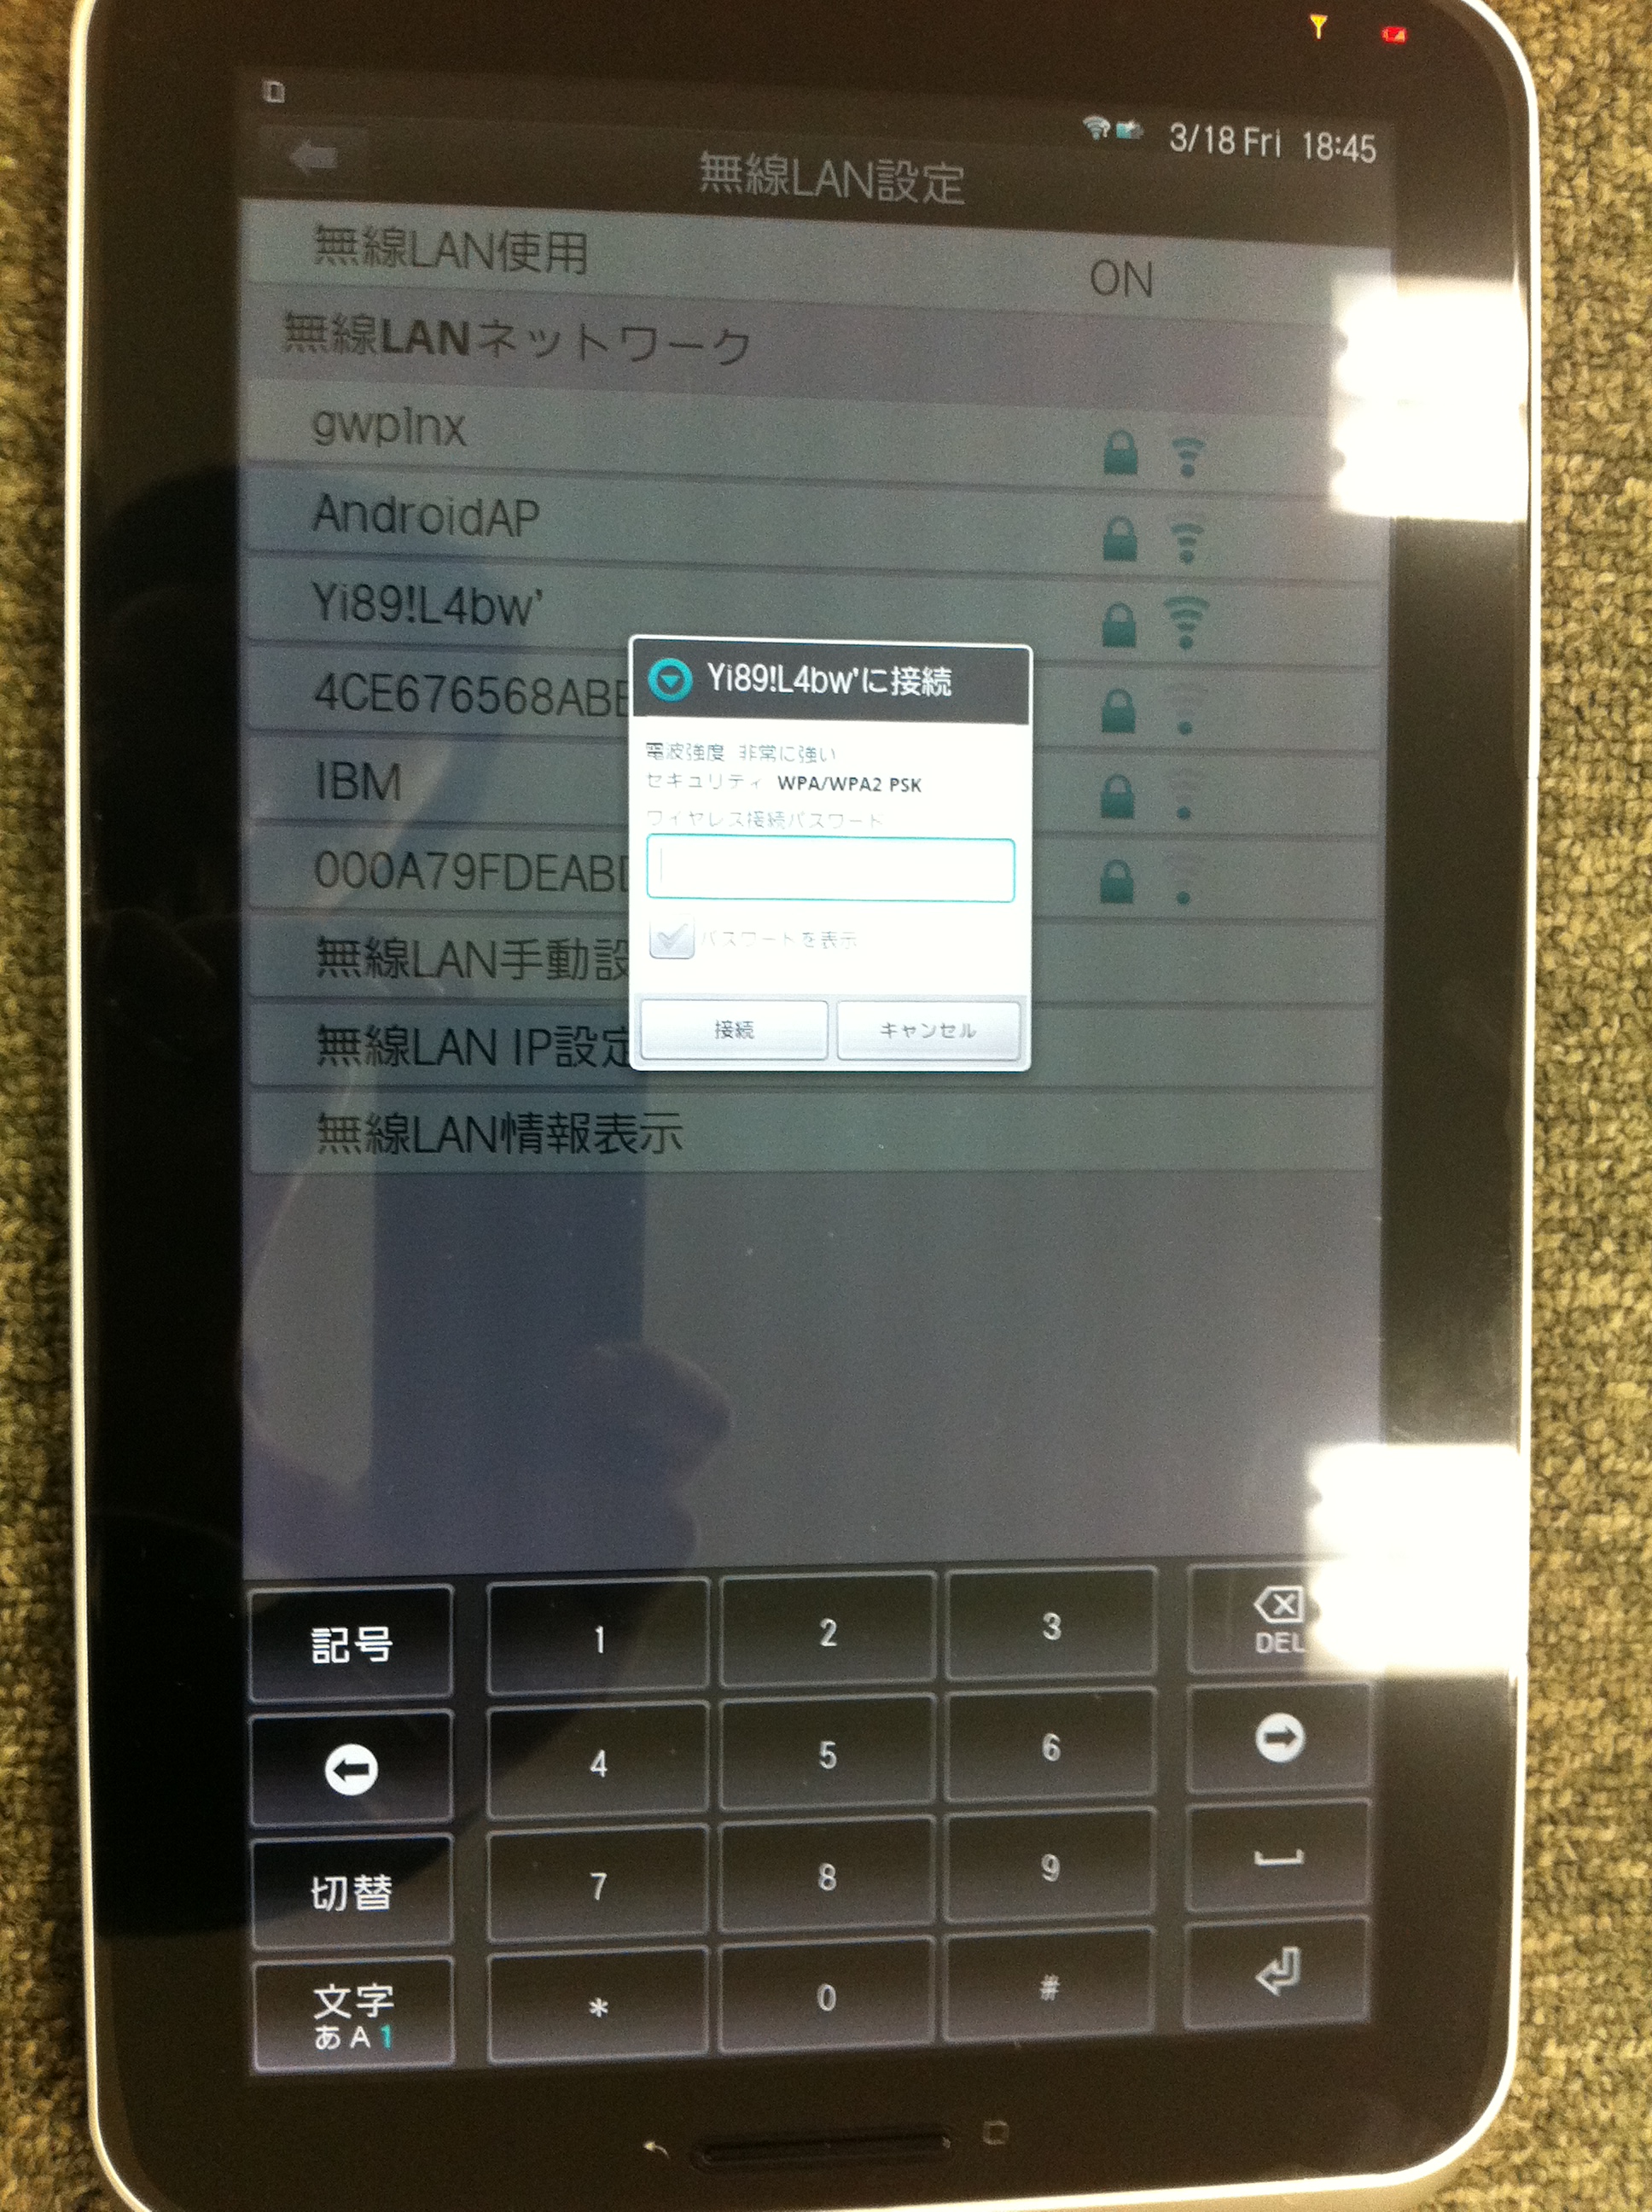 3/18 Fri 18:45
無線LAN設定
無線LAN使用 ON
無線LANネットワーク
gwplnx
AndroidAP
Yi89!L4bw'
4CE676568AB
IBM
000A79FDEAB
無線LAN手動設
無線LAN IP設定
無線LAN情報表示
Yi89!L4bw'に接続
電波強度 非常に強い
セキュリティ WPA/WPA2 PSK
ワイヤレス接続パスワード
パスワードを表示
接続 キャンセル
記号 1 2 3 DEL
4 5 6
切替 7 8 9
文字 * 0 #
あA1